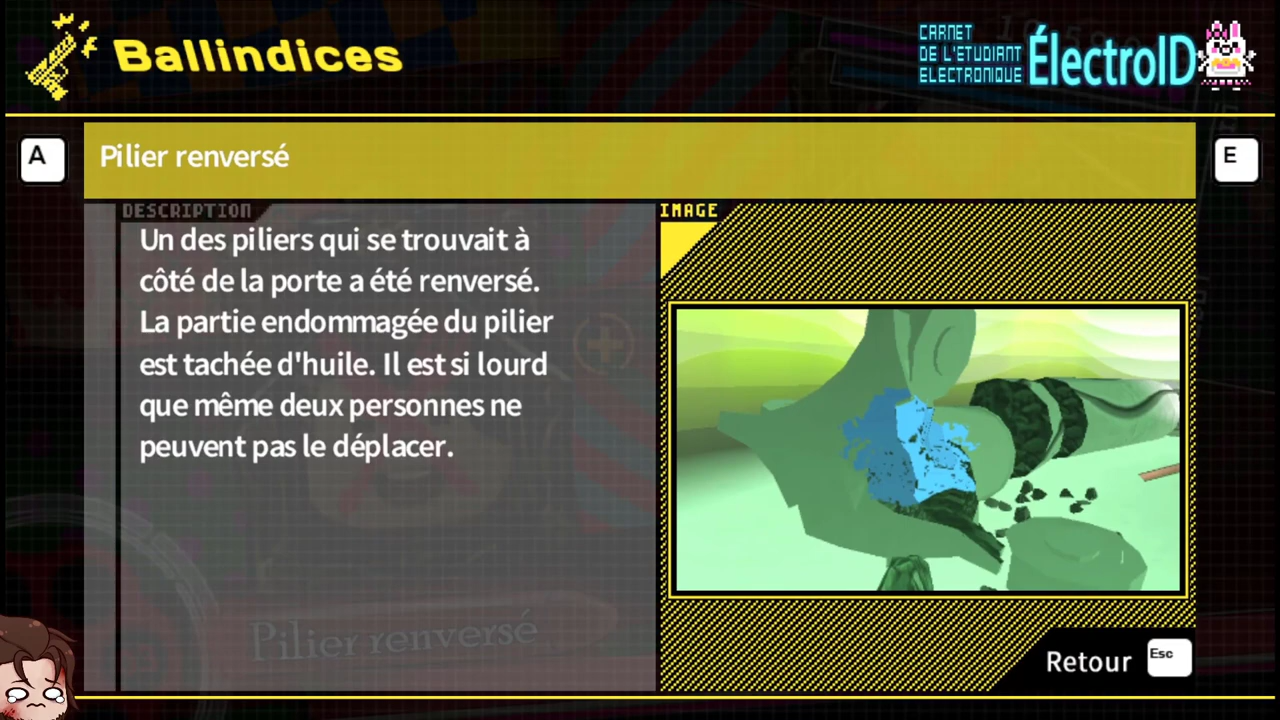 Ballindices
CARNET
DE L'ETUDIANT
ELECTRONIQUE
ÉlectroID
A
Pilier renversé
E
DESCRIPTION
Un des piliers qui se trouvait à
côté de la porte a été renversé.
La partie endommagée du pilier
est tachée d'huile. Il est si lourd
que même deux personnes ne
peuvent pas le déplacer.
IMAGE
Pilier renversé
Retour
Esc